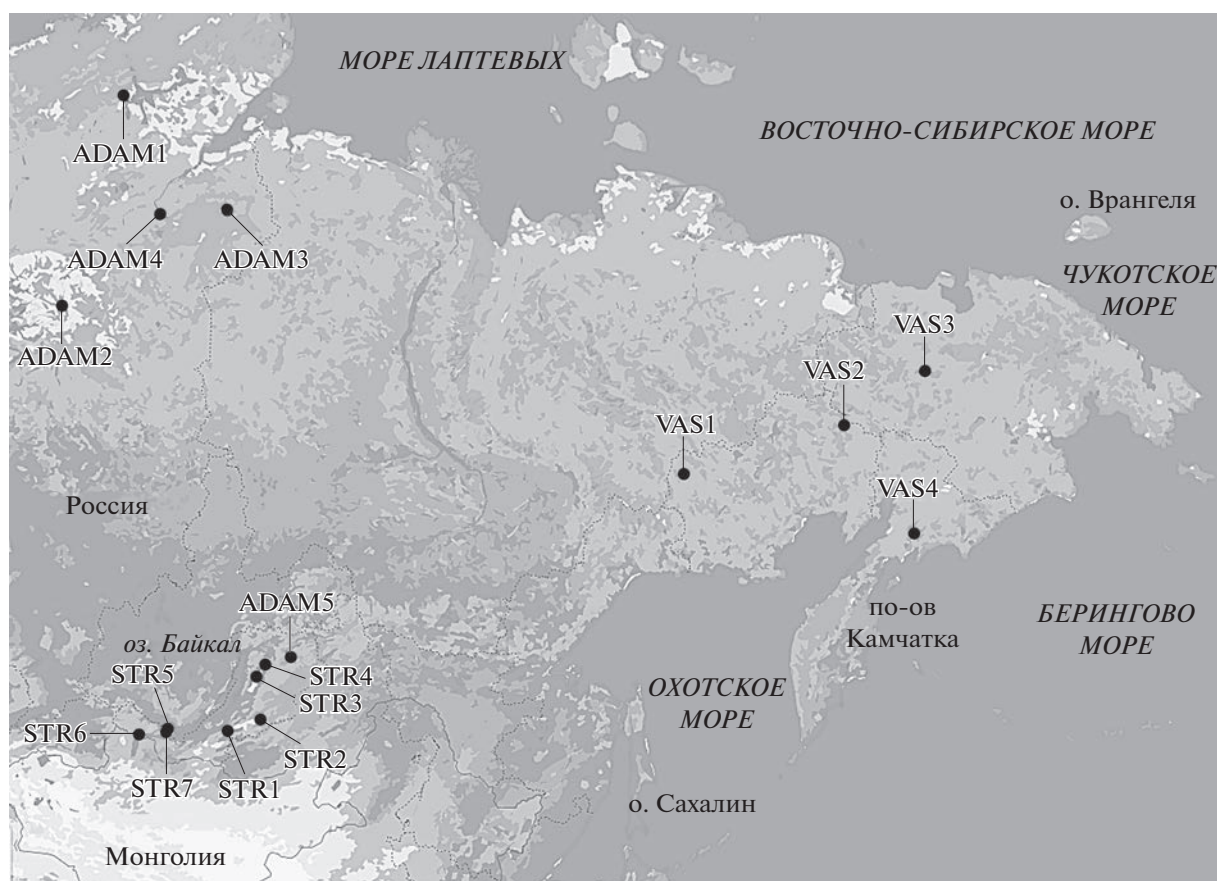 МОРЕ ЛАПТЕВЫХ
ADAM1
ВОСТОЧНО-СИБИРСКОЕ МОРЕ
о. Врангеля
ADAM4
ADAM3
ЧУКОТСКОЕ
МОРЕ
ADAM2
VAS3
VAS2
VAS1
VAS4
Россия
ADAM5
по-ов
Камчатка
БЕРИНГОВО
МОРЕ
оз. Байкал
STR5
STR4
STR3
ОХОТСКОЕ
МОРЕ
STR6
STR2
STR7
STR1
о. Сахалин
Монголия